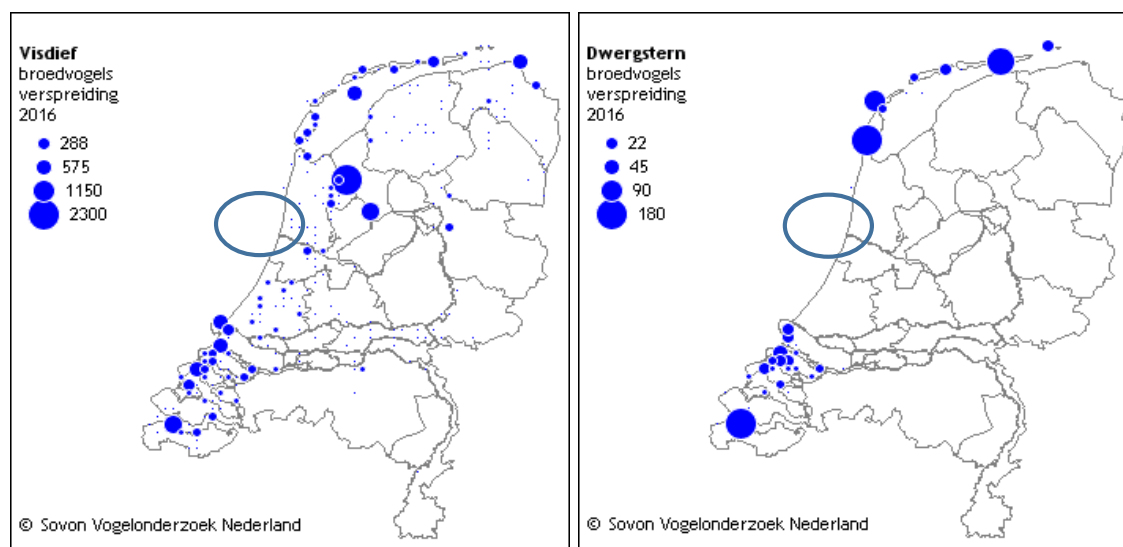 Visdief
broedvogels
verspreiding
2016
288
575
1150
2300
© Sovon Vogelonderzoek Nederland
Dwergstern
broedvogels
verspreiding
2016
22
45
90
180
© Sovon Vogelonderzoek Nederland